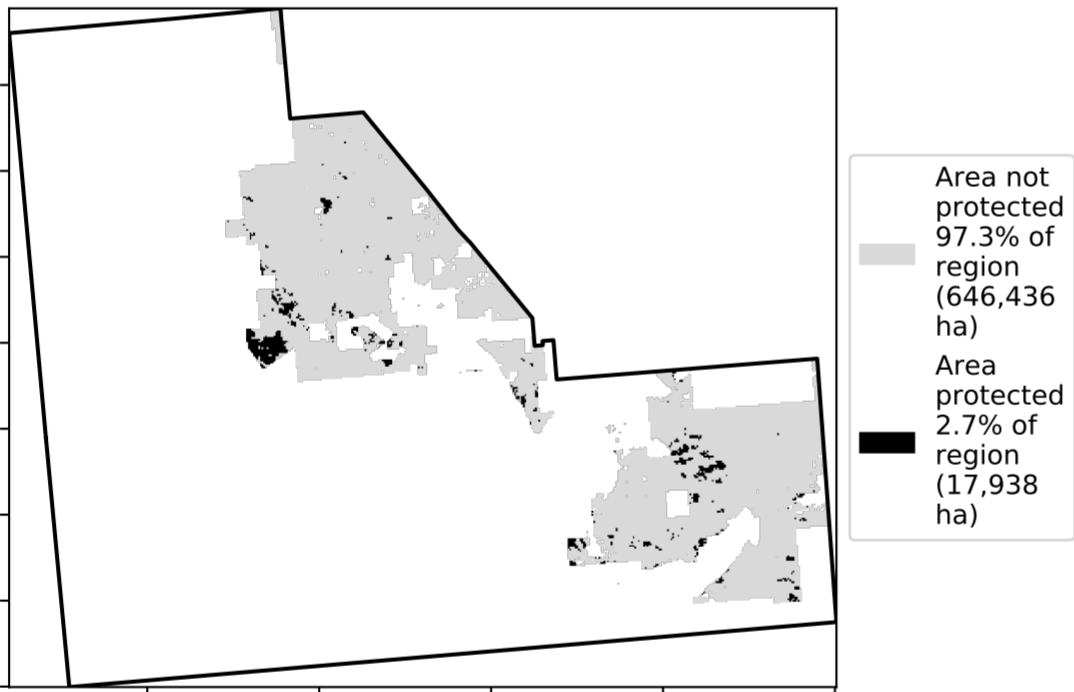 Area not
protected
97.3% of
region
(646,436
ha)
Area
protected
2.7% of
region
(17,938
ha)